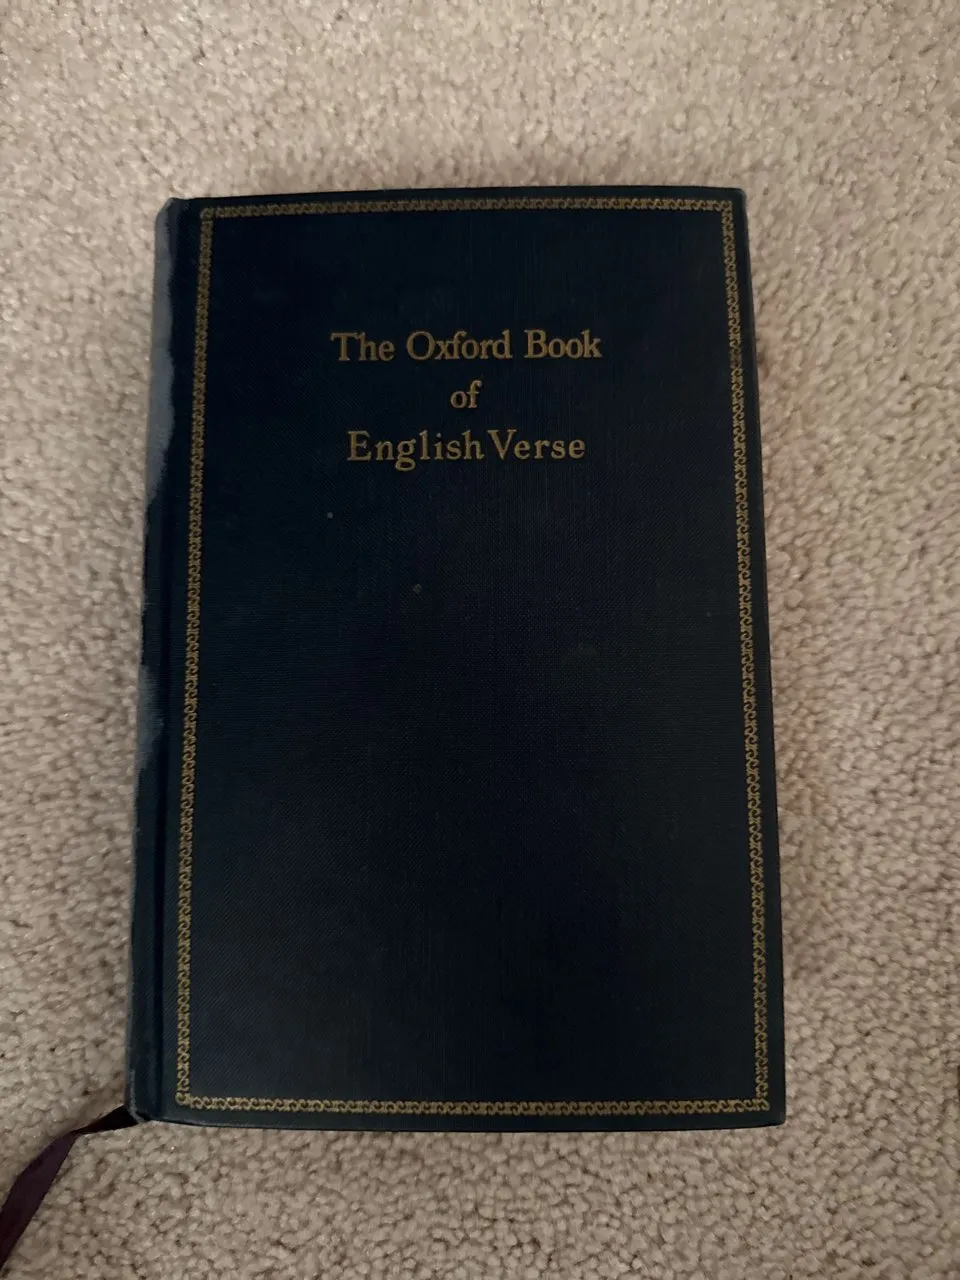 The Oxford Book
of
English Verse